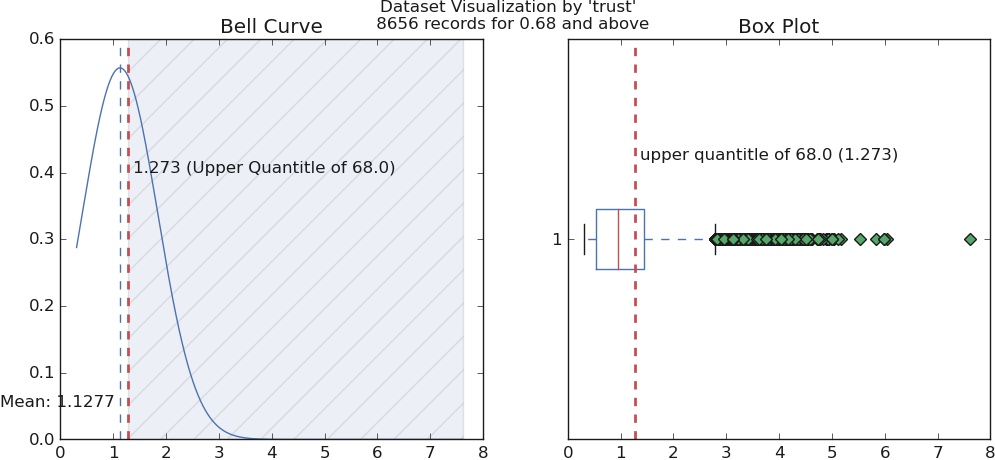 Dataset Visualization by 'trust'
8656 records for 0.68 and above
Bell Curve
0.6
0.5
0.4
0.3
0.2
0.1
0.0
1.273 (Upper Quantitle of 68.0)
Mean: 1.1277
0 1 2 3 4 5 6 7 8
Box Plot
upper quantitle of 68.0 (1.273)
1
0 1 2 3 4 5 6 7 8